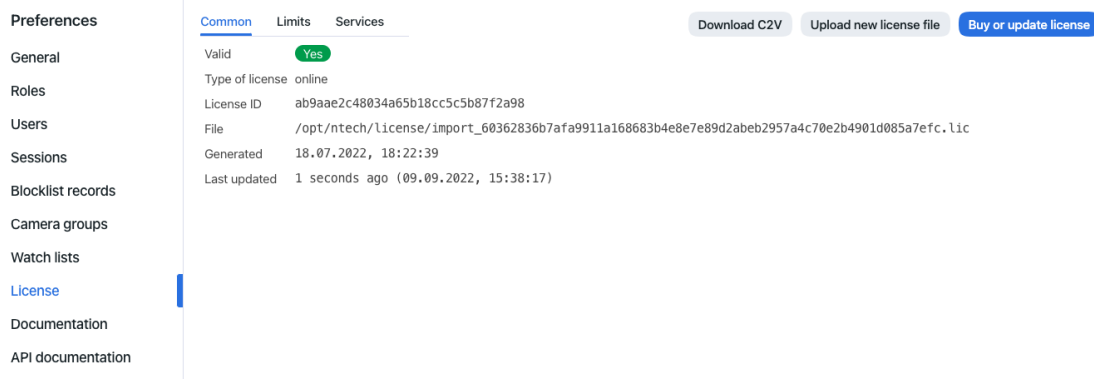 Preferences
General
Roles
Users
Sessions
Blocklist records
Camera groups
Watch lists
License
Documentation
API documentation
Common Limits Services
Download C2V Upload new license file Buy or update license
Valid Yes
Type of license online
License ID ab9aae2c48034a65b18cc5c5b87f2a98
File /opt/ntech/license/import_60362836b7afa9911a168683b4e8e7e89d2abeb2957a4c70e2b4901d085a7efc.lic
Generated 18.07.2022, 18:22:39
Last updated 1 seconds ago (09.09.2022, 15:38:17)